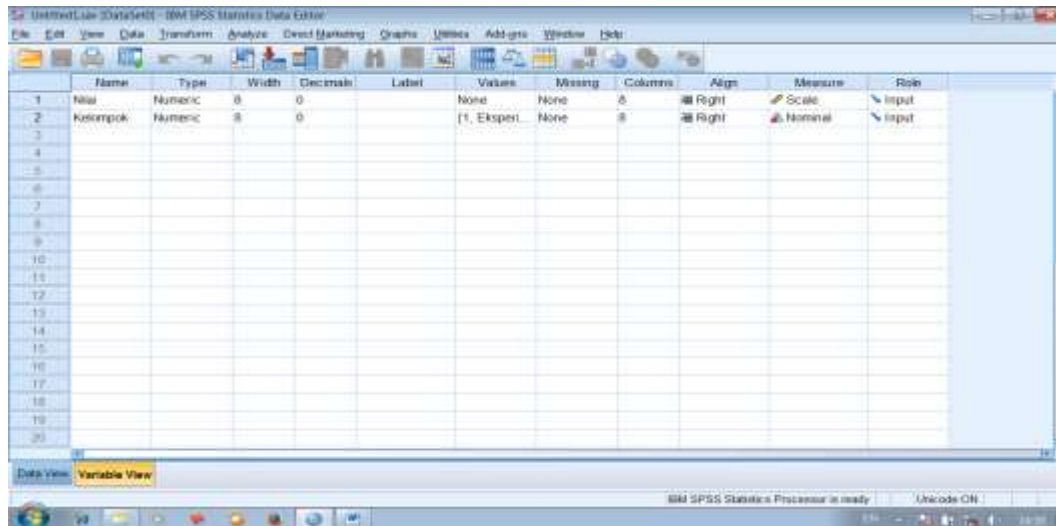 Untitled1.sav [DataSet0] - IBM SPSS Statistics Data Editor
File Edit View Data Transform Analyze Direct Marketing Graphs Utilities Add-ons Window Help
Name Type Width Decimals Label Values Missing Columns Align Measure Role
1 Nilai Numeric 8 0 None None 8 Right Scale Input
2 Kelompok Numeric 8 0 {1, Eksperi... None 8 Right Nominal Input
3
4
5
6
7
8
9
10
11
12
13
14
15
16
17
18
19
20
Data View Variable View
IBM SPSS Statistics Processor is ready Unicode ON
EN